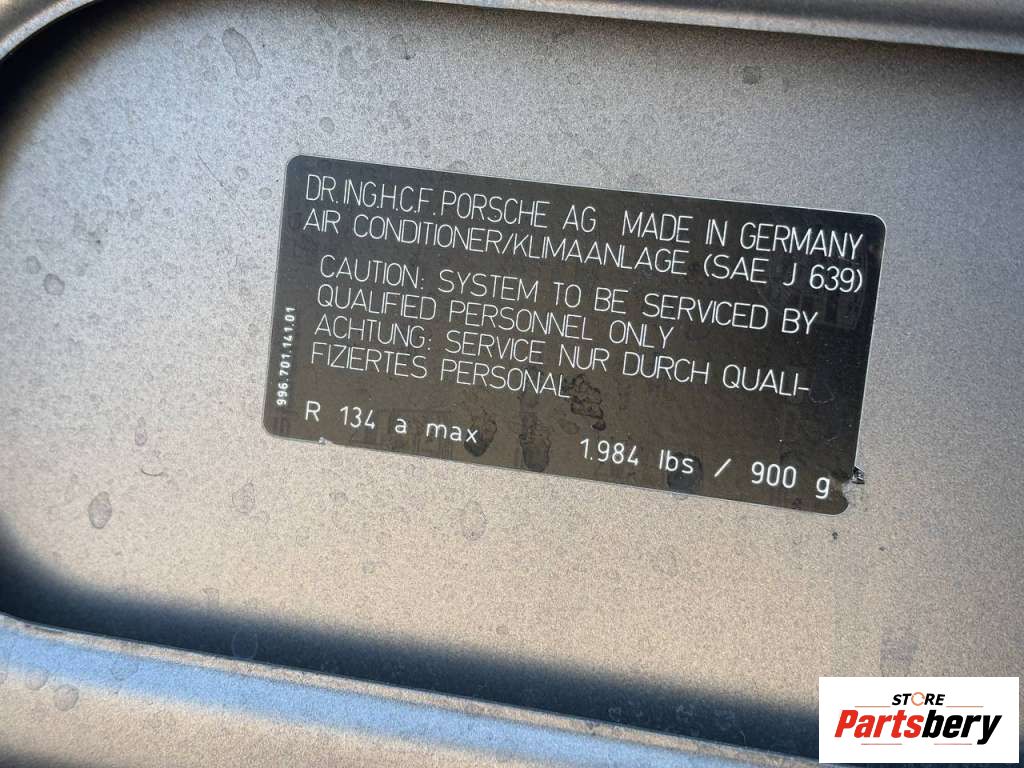 DR. ING.H.C.F. PORSCHE AG MADE IN GERMANY
AIR CONDITIONER/KLIMAANLAGE (SAE J 639)
CAUTION: SYSTEM TO BE SERVICED BY
QUALIFIED PERSONNEL ONLY
ACHTUNG: SERVICE NUR DURCH QUALI-
FIZIERTES PERSONAL
R 134 a max 1.984 lbs / 900 g
996.701.141.01
STORE
Partsbery